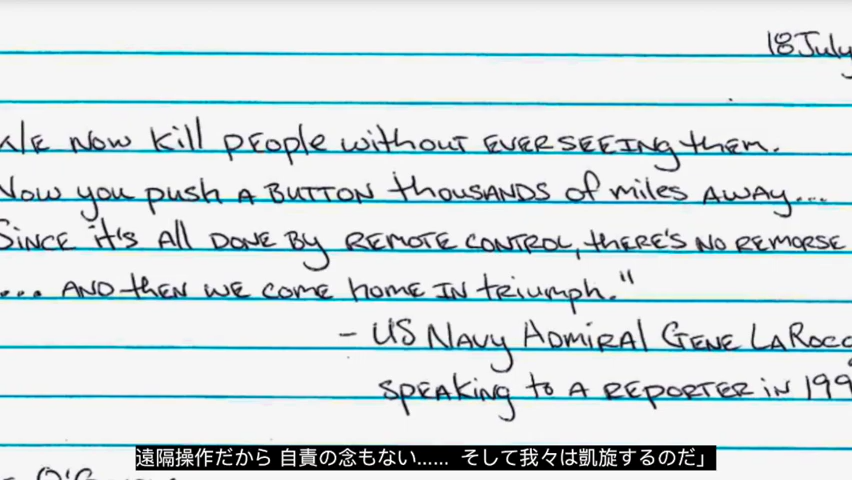 18 July
We now kill people without ever seeing them.
Now you push a button thousands of miles away...
Since it's all done by remote control, there's no remorse
... and then we come home in triumph."
- US Navy Admiral Gene LaRoc
speaking to a reporter in 199
遠隔操作だから 自責の念もない…… そして我々は凱旋するのだ」